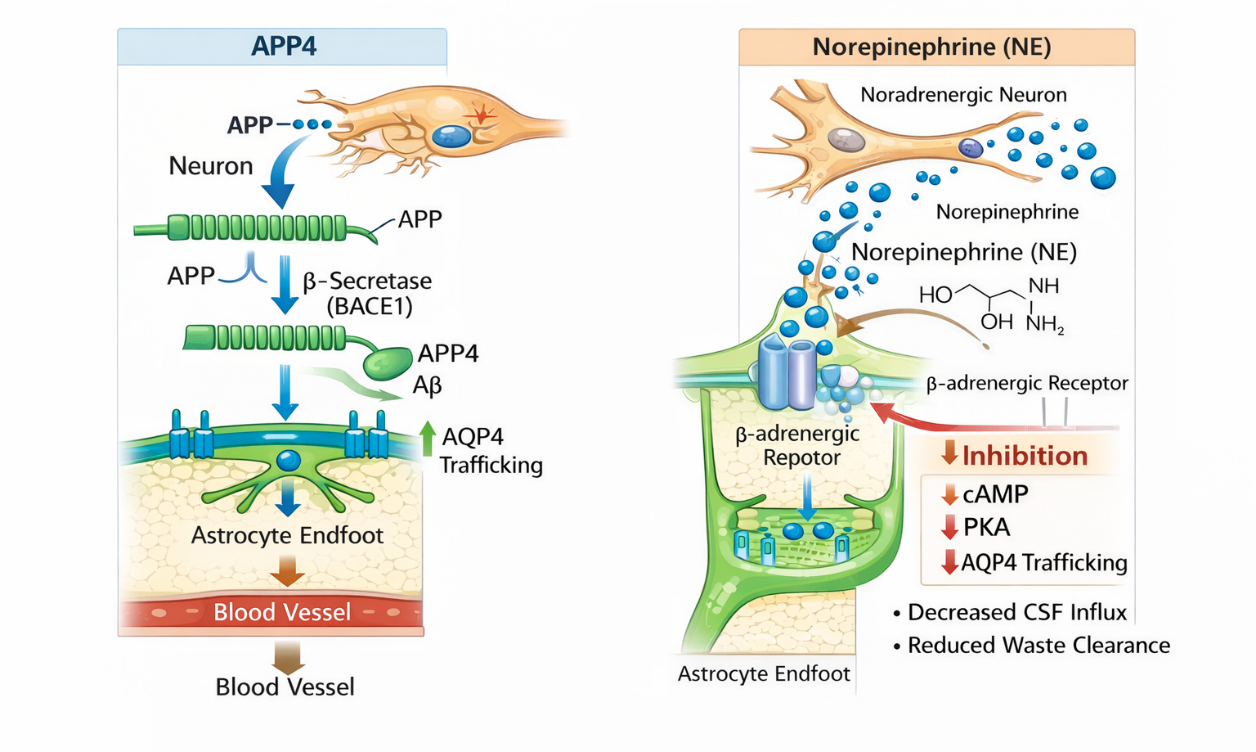 APP4
APP
Neuron
APP
APP
β-Secretase
(BACE1)
APP4
Aβ
AQP4
Trafficking
Astrocyte Endfoot
Blood Vessel
Blood Vessel
Norepinephrine (NE)
Noradrenergic Neuron
Norepinephrine
Norepinephrine (NE)
HO
NH
OH
NH₂
β-adrenergic Receptor
β-adrenergic
Repotor
Inhibition
cAMP
PKA
AQP4 Trafficking
• Decreased CSF Influx
• Reduced Waste Clearance
Astrocyte Endfoot